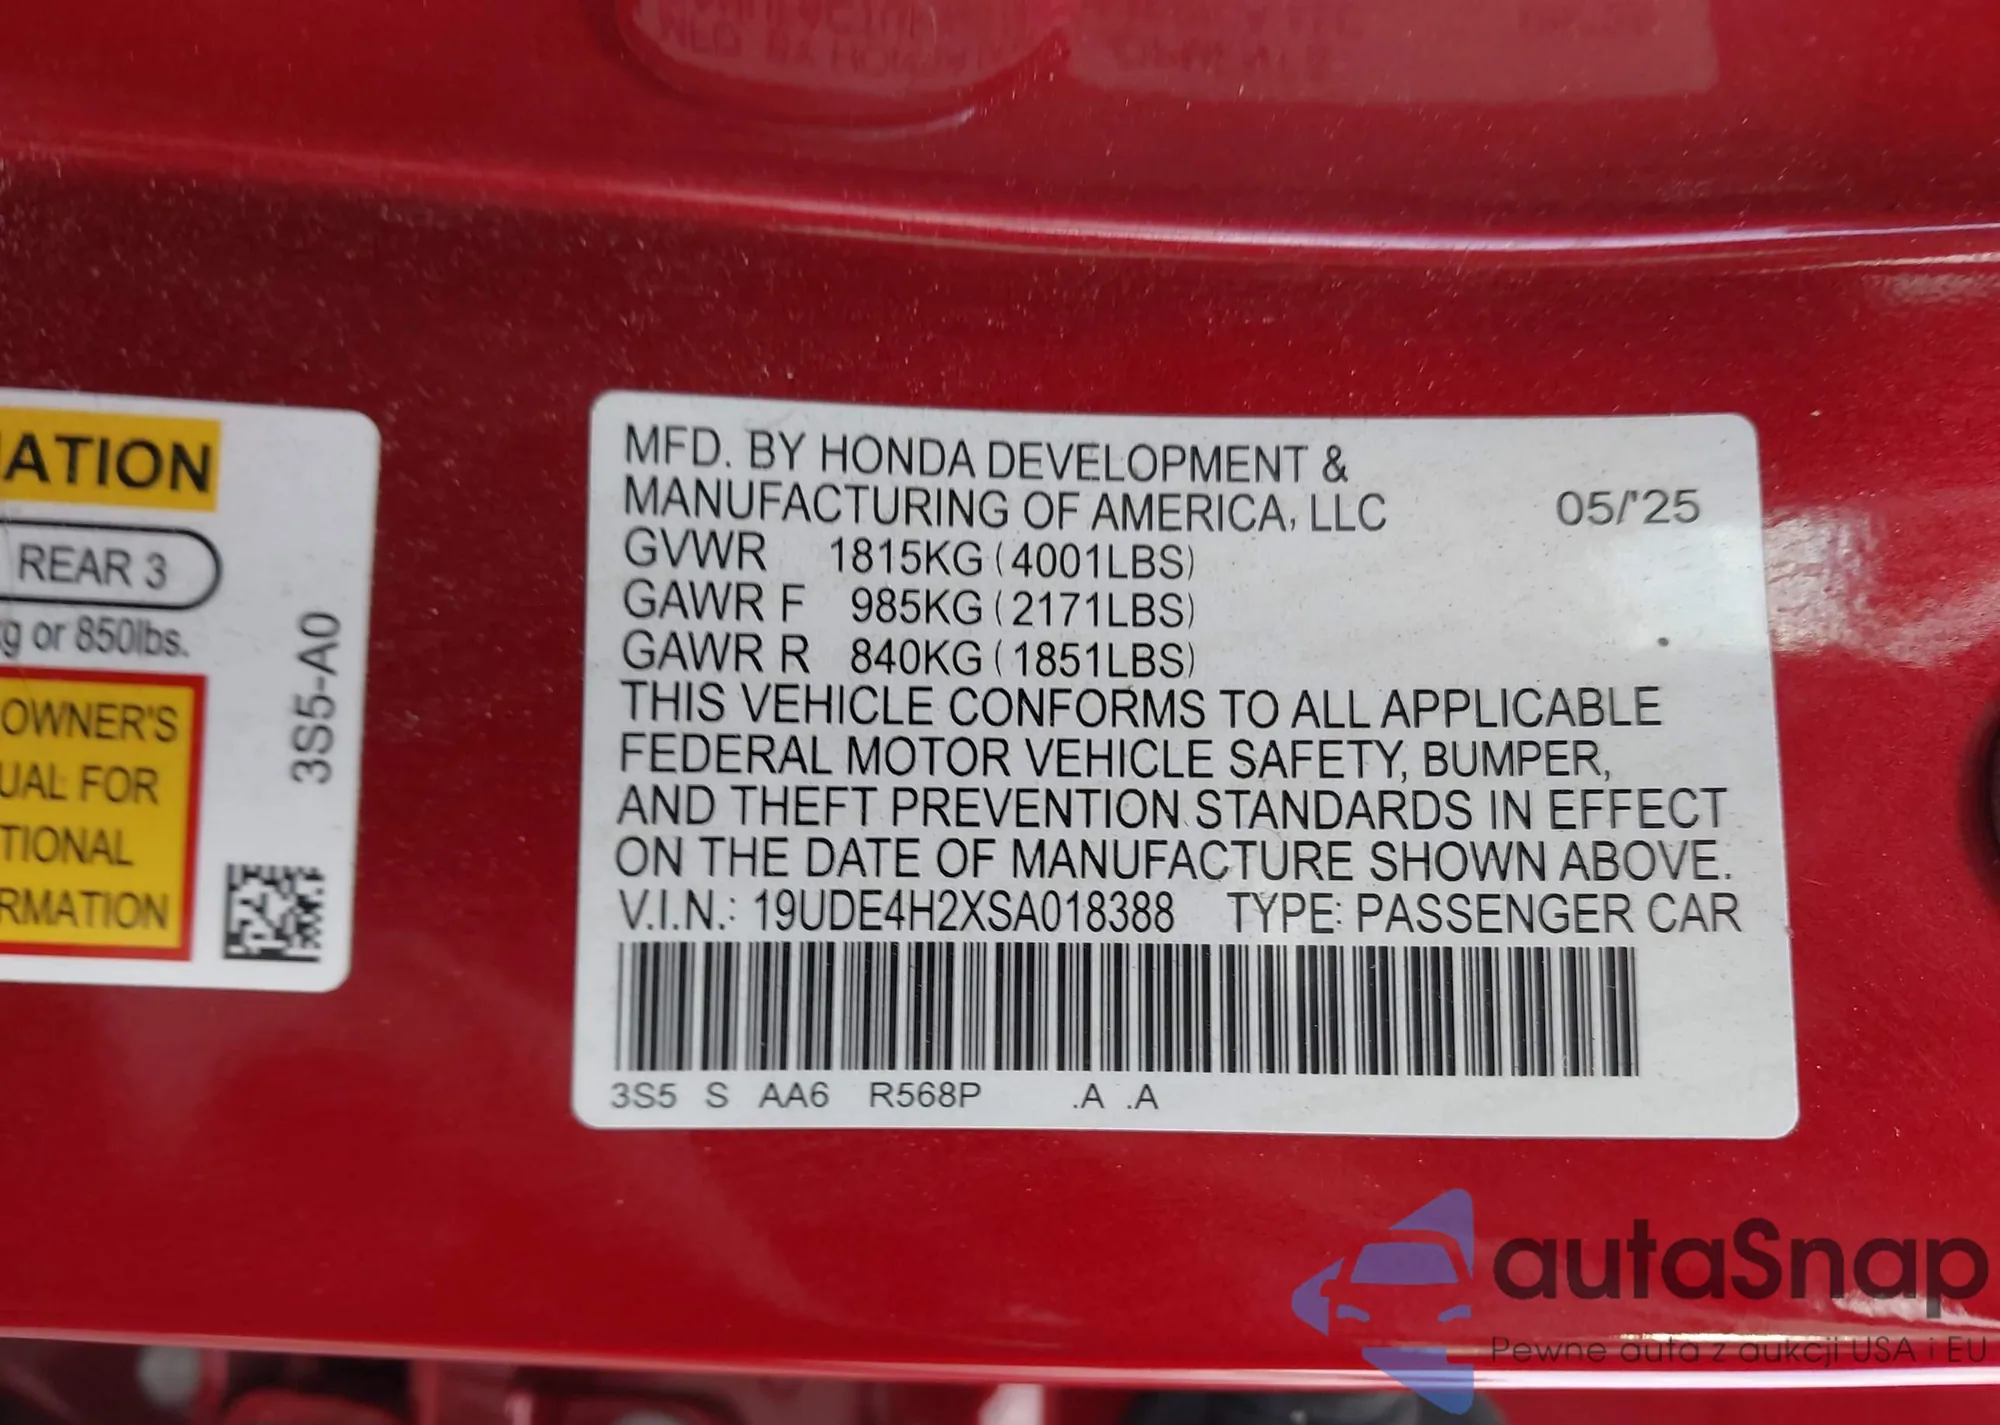 ATION
REAR 3
kg or 850lbs.
OWNER'S
UAL FOR
TIONAL
RMATION
3S5-A0
MFD. BY HONDA DEVELOPMENT &
MANUFACTURING OF AMERICA, LLC 05/'25
GVWR 1815KG (4001LBS)
GAWR F 985KG (2171LBS)
GAWR R 840KG (1851LBS)
THIS VEHICLE CONFORMS TO ALL APPLICABLE
FEDERAL MOTOR VEHICLE SAFETY, BUMPER,
AND THEFT PREVENTION STANDARDS IN EFFECT
ON THE DATE OF MANUFACTURE SHOWN ABOVE.
V.I.N.: 19UDE4H2XSA018388 TYPE: PASSENGER CAR
3S5 S AA6 R568P .A .A
autaSnap
Pewne auta z aukcji USA i EU